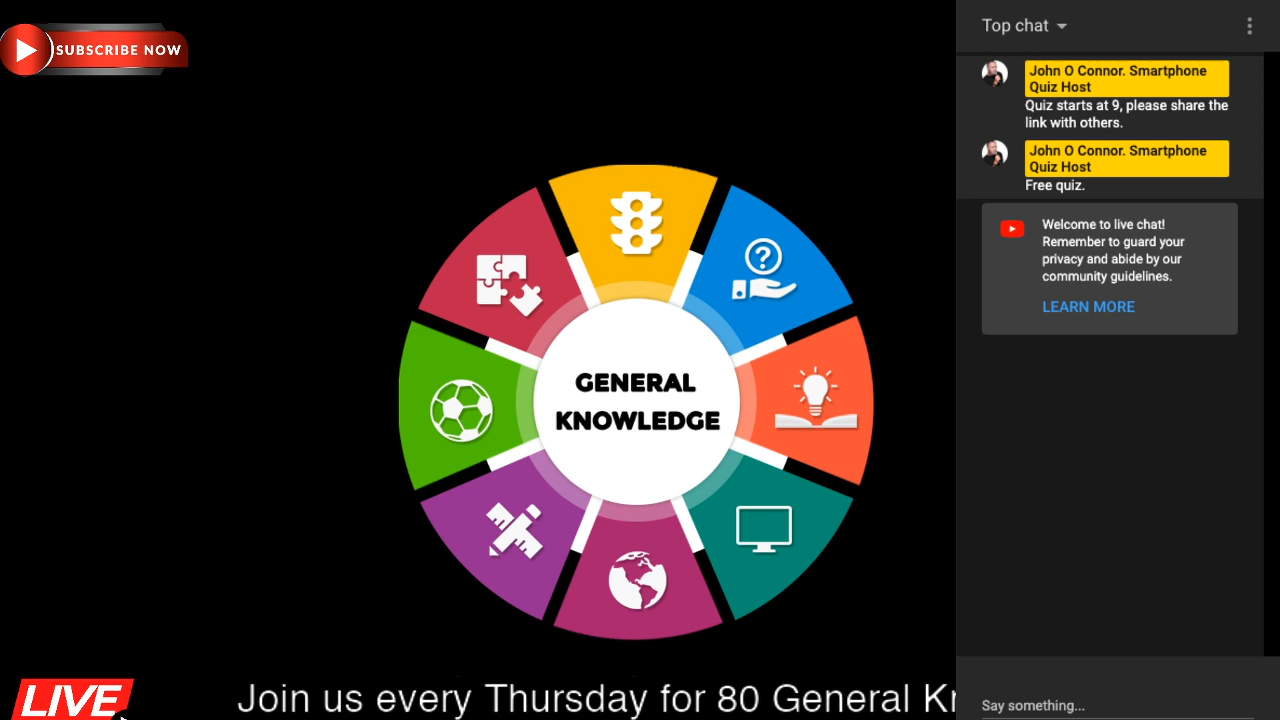 SUBSCRIBE NOW
GENERAL
KNOWLEDGE
LIVE
Join us every Thursday for 80 General
Top chat
John O Connor. Smartphone
Quiz Host
Quiz starts at 9, please share the
link with others.
John O Connor. Smartphone
Quiz Host
Free quiz.
Welcome to live chat!
Remember to guard your
privacy and abide by our
community guidelines.
LEARN MORE
Say something...